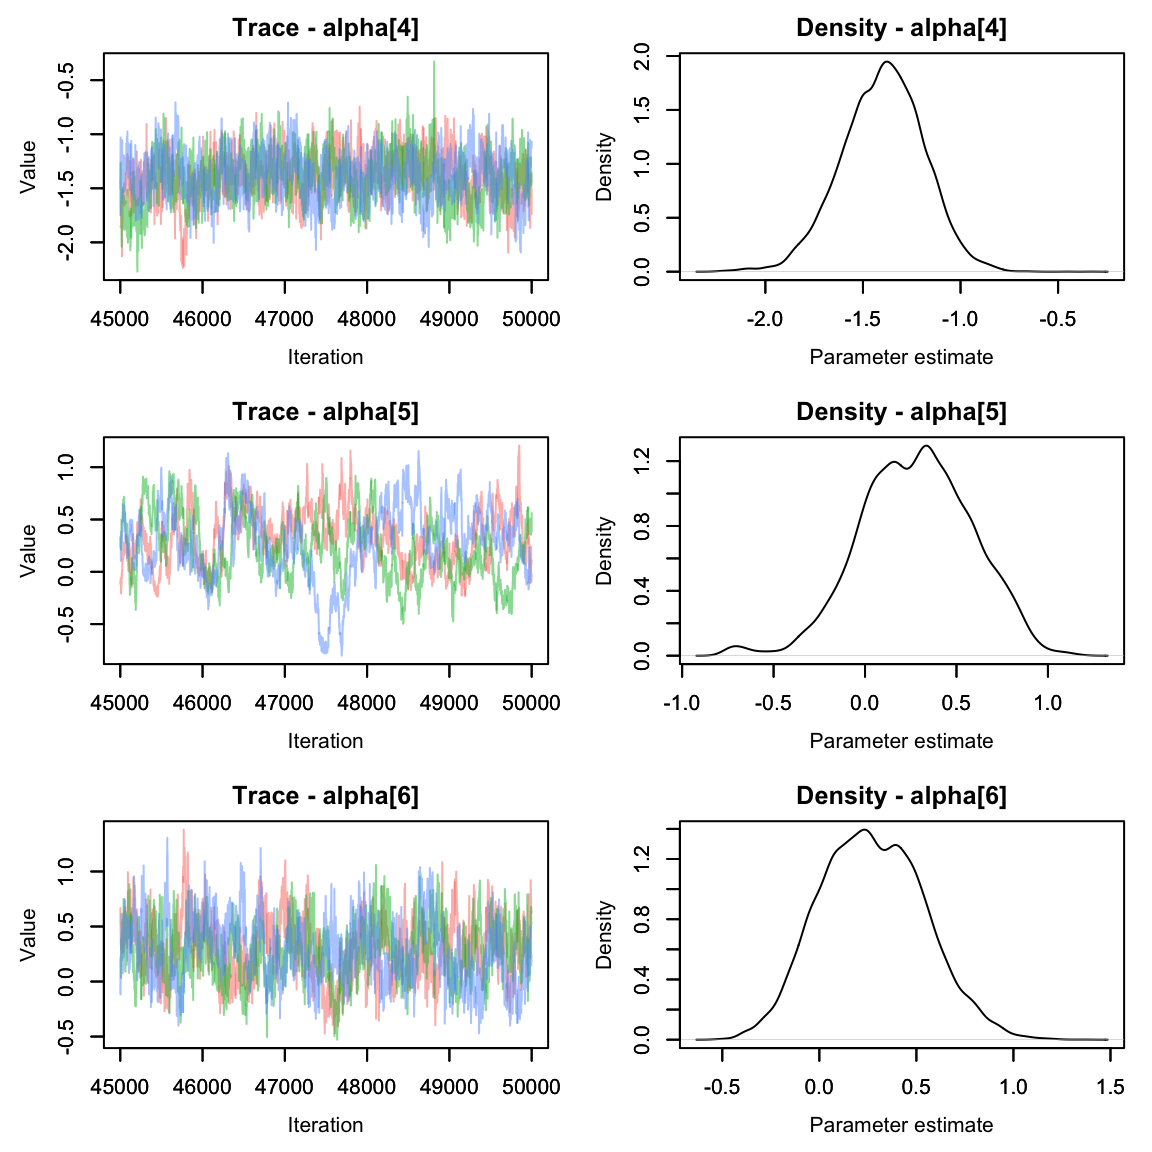 Trace - alpha[4]
Value
-0.5
-1.0
-1.5
-2.0
45000 46000 47000 48000 49000 50000
Iteration
Density - alpha[4]
Density
2.0
1.5
1.0
0.5
0.0
-2.0 -1.5 -1.0 -0.5
Parameter estimate
Trace - alpha[5]
Value
1.0
0.5
0.0
-0.5
45000 46000 47000 48000 49000 50000
Iteration
Density - alpha[5]
Density
1.2
0.8
0.4
0.0
-1.0 -0.5 0.0 0.5 1.0
Parameter estimate
Trace - alpha[6]
Value
1.0
0.5
0.0
-0.5
45000 46000 47000 48000 49000 50000
Iteration
Density - alpha[6]
Density
1.2
0.8
0.4
0.0
-0.5 0.0 0.5 1.0 1.5
Parameter estimate